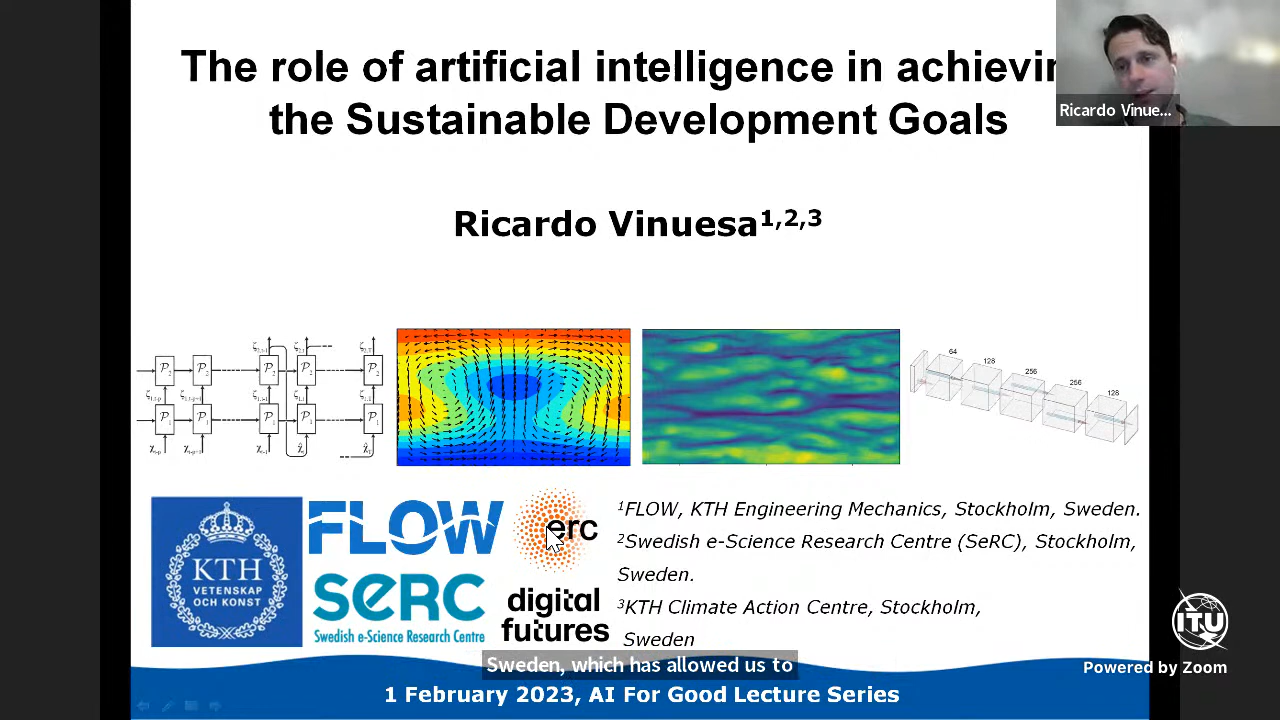 The role of artificial intelligence in achievin
the Sustainable Development Goals
Ricardo Vinue...
Ricardo Vinuesa1,2,3
64
128
256
256
128
KTH
VETENSKAP
OCH KONST
FLOW
SeRC
Swedish e-Science Research Centre
erc
digital
futures
1FLOW, KTH Engineering Mechanics, Stockholm, Sweden.
2Swedish e-Science Research Centre (SeRC), Stockholm,
Sweden.
3KTH Climate Action Centre, Stockholm,
Sweden
ITU
Powered by Zoom
Sweden, which has allowed us to
1 February 2023, AI For Good Lecture Series